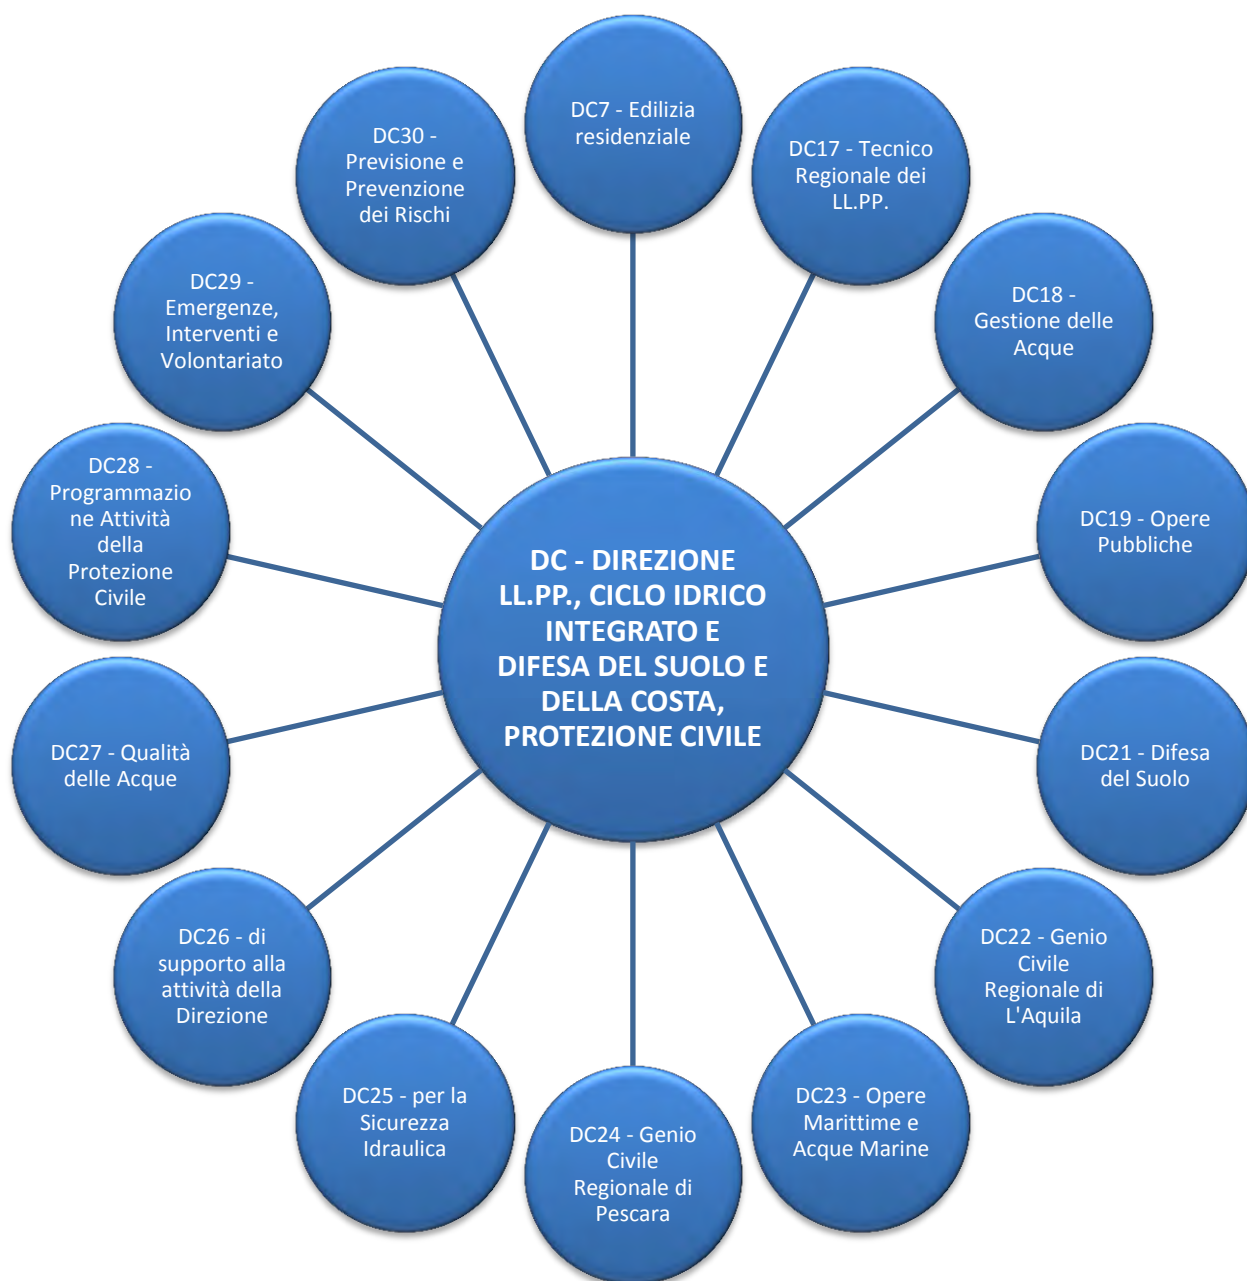 DC7 - Edilizia
residenziale
DC17 - Tecnico
Regionale dei
LL.PP.
DC18 -
Gestione delle
Acque
DC19 - Opere
Pubbliche
DC21 - Difesa
del Suolo
DC22 - Genio
Civile
Regionale di
L'Aquila
DC23 - Opere
Marittime e
Acque Marine
DC24 - Genio
Civile
Regionale di
Pescara
DC25 - per la
Sicurezza
Idraulica
DC26 - di
supporto alla
attività della
Direzione
DC27 - Qualità
delle Acque
DC28 -
Programmazio
ne Attività
della
Protezione
Civile
DC29 -
Emergenze,
Interventi e
Volontariato
DC30 -
Previsione e
Prevenzione
dei Rischi
DC - DIREZIONE
LL.PP., CICLO IDRICO
INTEGRATO E
DIFESA DEL SUOLO E
DELLA COSTA,
PROTEZIONE CIVILE